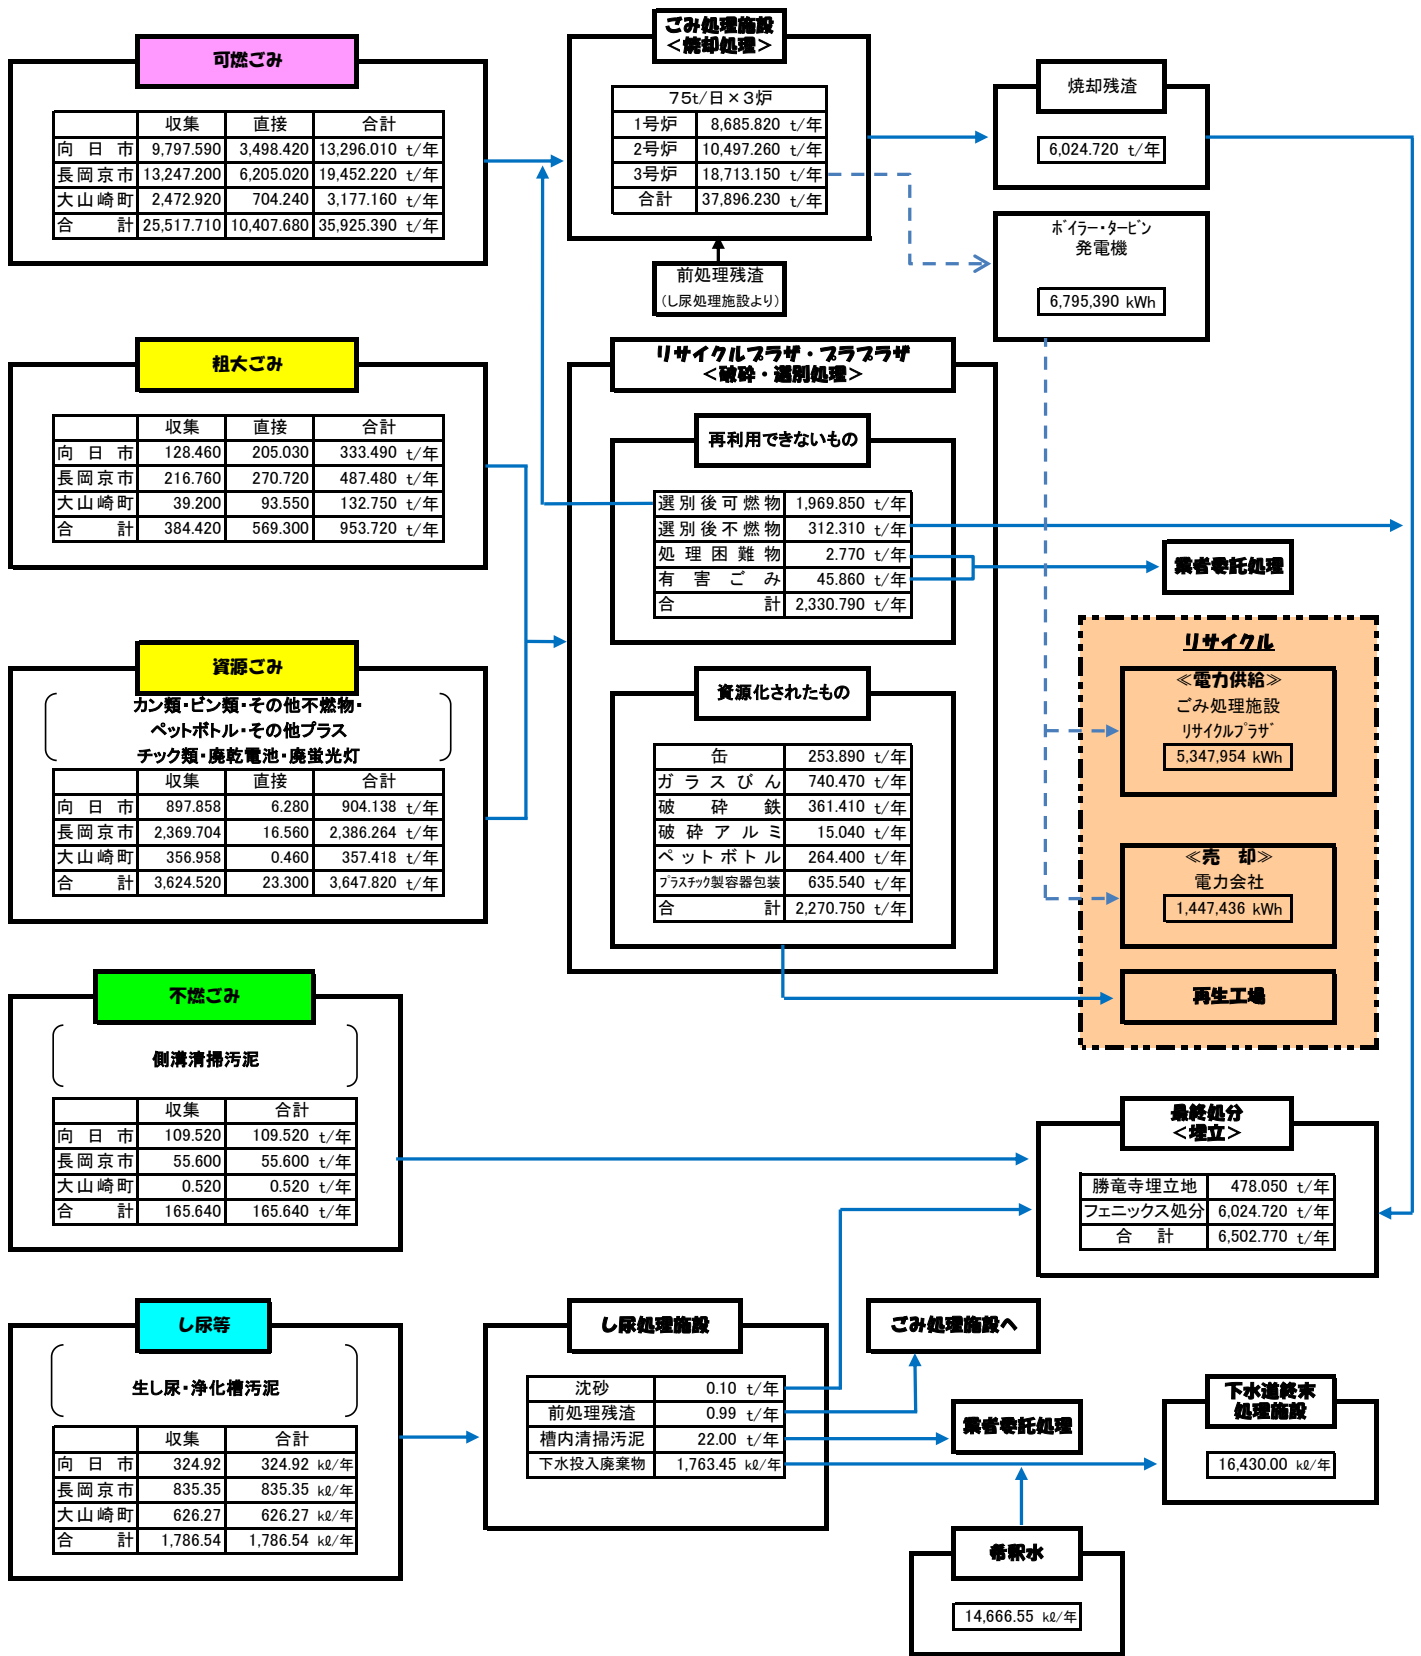 可燃ごみ
収集 直接 合計
向日市 9,797.590 3,498.420 13,296.010 t/年
長岡京市 13,247.200 6,205.020 19,452.220 t/年
大山崎町 2,472.920 704.240 3,177.160 t/年
合計 25,517.710 10,407.680 35,925.390 t/年
ごみ処理施設
<焼却処理>
75t/日×3炉
1号炉 8,685.820 t/年
2号炉 10,497.260 t/年
3号炉 18,713.150 t/年
合計 37,896.230 t/年
前処理残渣
(し尿処理施設より)
焼却残渣
6,024.720 t/年
ボイラー・タービン
発電機
6,795,390 kWh
粗大ごみ
収集 直接 合計
向日市 128.460 205.030 333.490 t/年
長岡京市 216.760 270.720 487.480 t/年
大山崎町 39.200 93.550 132.750 t/年
合計 384.420 569.300 953.720 t/年
リサイクルプラザ・プラプラザ
<破砕・選別処理>
再利用できないもの
選別後可燃物 1,969.850 t/年
選別後不燃物 312.310 t/年
処理困難物 2.770 t/年
有害ごみ 45.860 t/年
合計 2,330.790 t/年
業者委託処理
資源ごみ
カン類・ビン類・その他不燃物・
ペットボトル・その他プラス
チック類・廃乾電池・廃蛍光灯
収集 直接 合計
向日市 897.858 6.280 904.138 t/年
長岡京市 2,369.704 16.560 2,386.264 t/年
大山崎町 356.958 0.460 357.418 t/年
合計 3,624.520 23.300 3,647.820 t/年
資源化されたもの
缶 253.890 t/年
ガラスびん 740.470 t/年
破砕鉄 361.410 t/年
破砕アルミ 15.040 t/年
ペットボトル 264.400 t/年
プラスチック製容器包装 635.540 t/年
合計 2,270.750 t/年
リサイクル
≪電力供給≫
ごみ処理施設
リサイクルプラザ
5,347,954 kWh
≪売 却≫
電力会社
1,447,436 kWh
再生工場
不燃ごみ
側溝清掃汚泥
収集 合計
向日市 109.520 109.520 t/年
長岡京市 55.600 55.600 t/年
大山崎町 0.520 0.520 t/年
合計 165.640 165.640 t/年
最終処分
<埋立>
勝竜寺埋立地 478.050 t/年
フェニックス処分 6,024.720 t/年
合計 6,502.770 t/年
し尿等
生し尿・浄化槽汚泥
収集 合計
向日市 324.92 324.92 kℓ/年
長岡京市 835.35 835.35 kℓ/年
大山崎町 626.27 626.27 kℓ/年
合計 1,786.54 1,786.54 kℓ/年
し尿処理施設
沈砂 0.10 t/年
前処理残渣 0.99 t/年
槽内清掃汚泥 22.00 t/年
下水投入廃棄物 1,763.45 kℓ/年
ごみ処理施設へ
業者委託処理
下水道終末
処理施設
16,430.00 kℓ/年
希釈水
14,666.55 kℓ/年